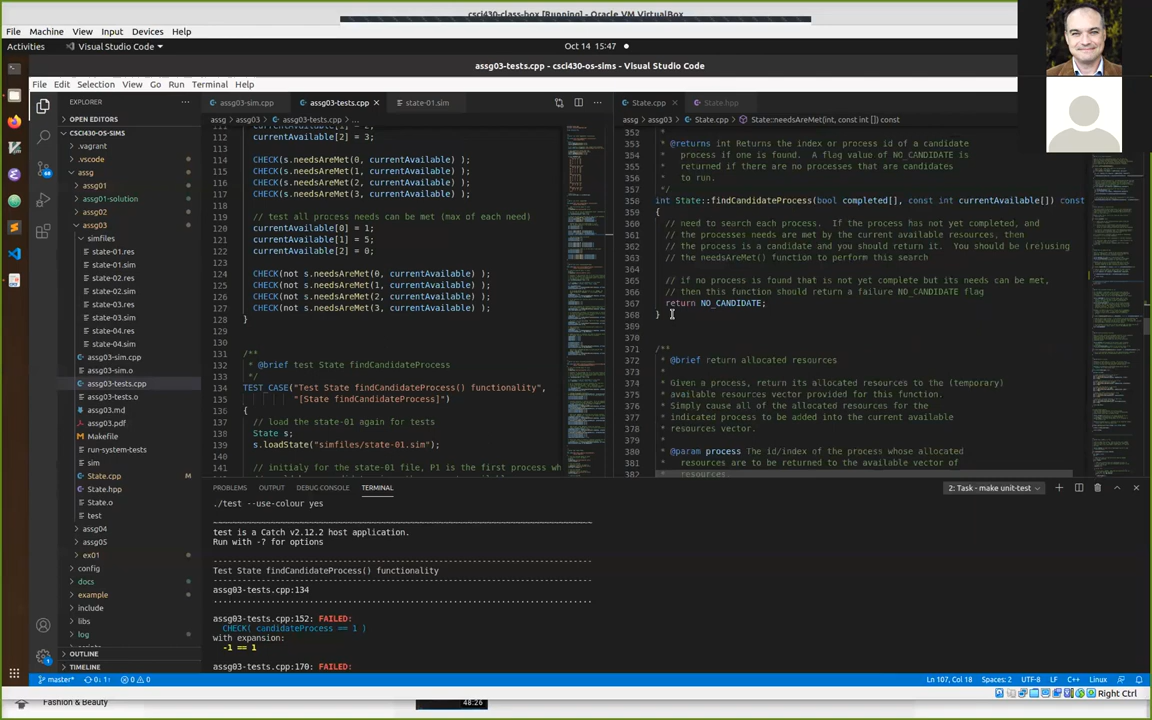 csci430-class-box [Running] - Oracle VM VirtualBox
File Machine View Input Devices Help
Activities Visual Studio Code Oct 14 15:47
assg03-tests.cpp - csci430-os-sims - Visual Studio Code
File Edit Selection View Go Run Terminal Help
EXPLORER
OPEN EDITORS
CSCI430-OS-SIMS
.vagrant
.vscode
assg
assg01
assg01-solution
assg02
assg03
simfiles
state-01.res
state-01.sim
state-02.res
state-02.sim
state-03.res
state-03.sim
state-04.res
state-04.sim
assg03-sim.cpp
assg03-sim.o
assg03-tests.cpp
assg03-tests.o
assg03.md
assg03.pdf
Makefile
run-system-tests
sim
State.cpp M
State.hpp
State.o
test
assg04
assg05
ex01
config
docs
example
include
libs
log
OUTLINE
TIMELINE
assg03-sim.cpp assg03-tests.cpp state-01.sim
assg > assg03 > assg03-tests.cpp > ...
112 currentAvailable[2] = 3;
113
114 CHECK(s.needsAreMet(0, currentAvailable) );
115 CHECK(s.needsAreMet(1, currentAvailable) );
116 CHECK(s.needsAreMet(2, currentAvailable) );
117 CHECK(s.needsAreMet(3, currentAvailable) );
118
119 // test all process needs can be met (max of each need)
120 currentAvailable[0] = 1;
121 currentAvailable[1] = 5;
122 currentAvailable[2] = 0;
123
124 CHECK(not s.needsAreMet(0, currentAvailable) );
125 CHECK(not s.needsAreMet(1, currentAvailable) );
126 CHECK(not s.needsAreMet(2, currentAvailable) );
127 CHECK(not s.needsAreMet(3, currentAvailable) );
128 }
129
130
131 /**
132 * @brief test State findCandidateProcess
133 */
134 TEST_CASE("Test State findCandidateProcess() functionality",
135 "[State findCandidateProcess]")
136 {
137 // load the state-01 again for tests
138 State s;
139 s.loadState("simfiles/state-01.sim");
140
141 // initialy for the state-01 file, P1 is the first process wh
State.cpp State.hpp
assg > assg03 > State.cpp > State::needsAreMet(int, const int []) const
352 *
353 * @returns int Returns the index or process id of a candidate
354 * process if one is found. A flag value of NO_CANDIDATE is
355 * returned if there are no processes that are candidates
356 * to run.
357 */
358 int State::findCandidateProcess(bool completed[], const int currentAvailable[]) const
359 {
360 // need to search each process. If the process has not yet completed, and
361 // the processes needs are met by the current available resources, then
362 // the process is a candidate and you should return it. You should be (re)using
363 // the needsAreMet() function to perform this search
364
365 // if no process is found that is not yet complete but its needs can be met,
366 // then this function should return a failure NO_CANDIDATE flag
367 return NO_CANDIDATE;
368 }
369
370
371 /**
372 * @brief return allocated resources
373 *
374 * Given a process, return its allocated resources to the (temporary)
375 * available resources vector provided for this function.
376 * Simply cause all of the allocated resources for the
377 * indicated process to be added into the current available
378 * resources vector.
379 *
380 * @param process The id/index of the process whose allocated
381 * resources are to be returned to the available vector of
382 * resources.
PROBLEMS OUTPUT DEBUG CONSOLE TERMINAL 2: Task - make unit-test
./test --use-colour yes
test is a Catch v2.12.2 host application.
Run with -? for options
Test State findCandidateProcess() functionality
assg03-tests.cpp:134
assg03-tests.cpp:152: FAILED:
CHECK( candidateProcess == 1 )
with expansion:
-1 == 1
assg03-tests.cpp:170: FAILED:
master* 0↓ 1↑ 0 0 Ln 107, Col 18 Spaces: 2 UTF-8 LF C++ Linux
Right Ctrl
Fashion & Beauty
48:26